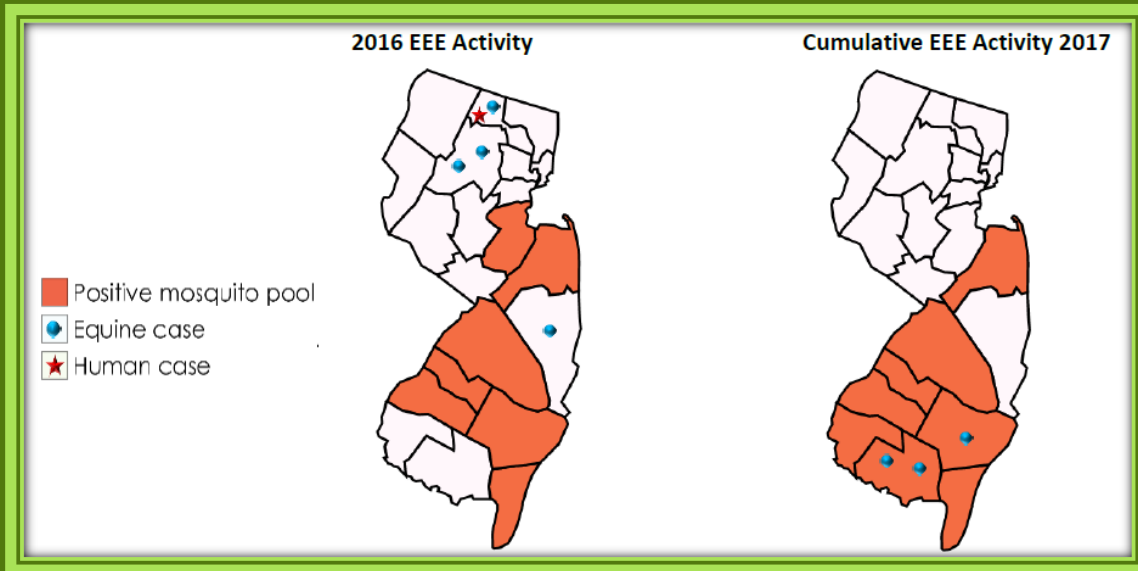 2016 EEE Activity
Cumulative EEE Activity 2017
Positive mosquito pool
Equine case
Human case